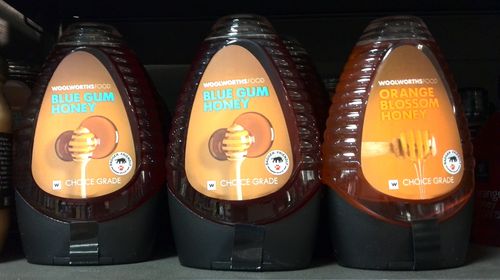 WOOLWORTHSFOOD
BLUE GUM
HONEY
W CHOICE GRADE
WOOLWORTHSFOOD
BLUE GUM
HONEY
W CHOICE GRADE
WOOLWORTHSFOOD
ORANGE
BLOSSOM
HONEY
W CHOICE GRADE